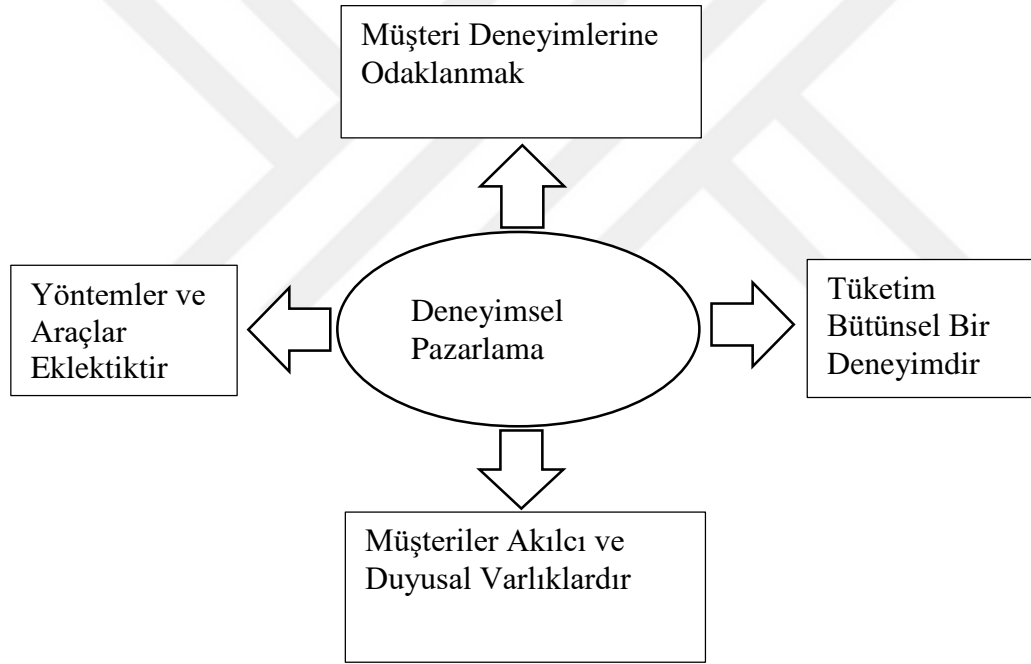 Müşteri Deneyimlerine
Odaklanmak
Yöntemler ve
Araçlar
Eklektiktir
Deneyimsel
Pazarlama
Tüketim
Bütünsel Bir
Deneyimdir
Müşteriler Akılcı ve
Duyusal Varlıklardır